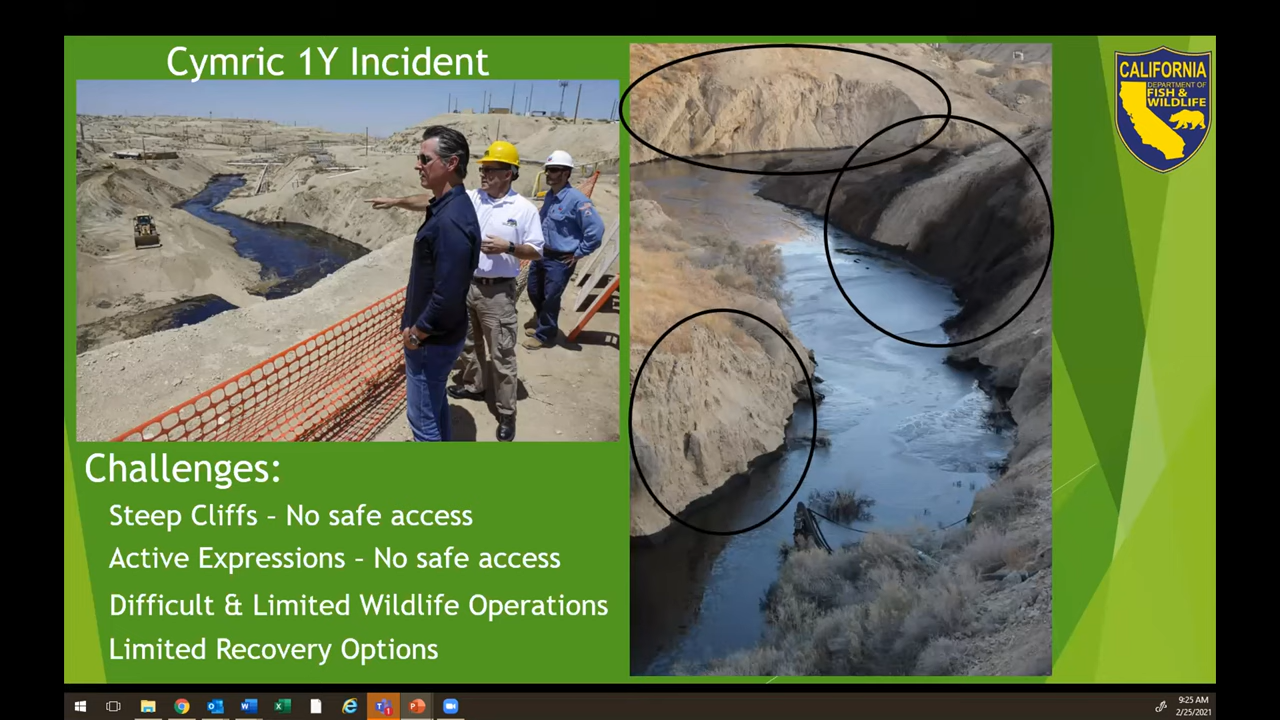 Cymric 1Y Incident
CALIFORNIA
DEPARTMENT OF
FISH &
WILDLIFE
Challenges:
Steep Cliffs – No safe access
Active Expressions – No safe access
Difficult & Limited Wildlife Operations
Limited Recovery Options
9:25 AM
2/25/2021